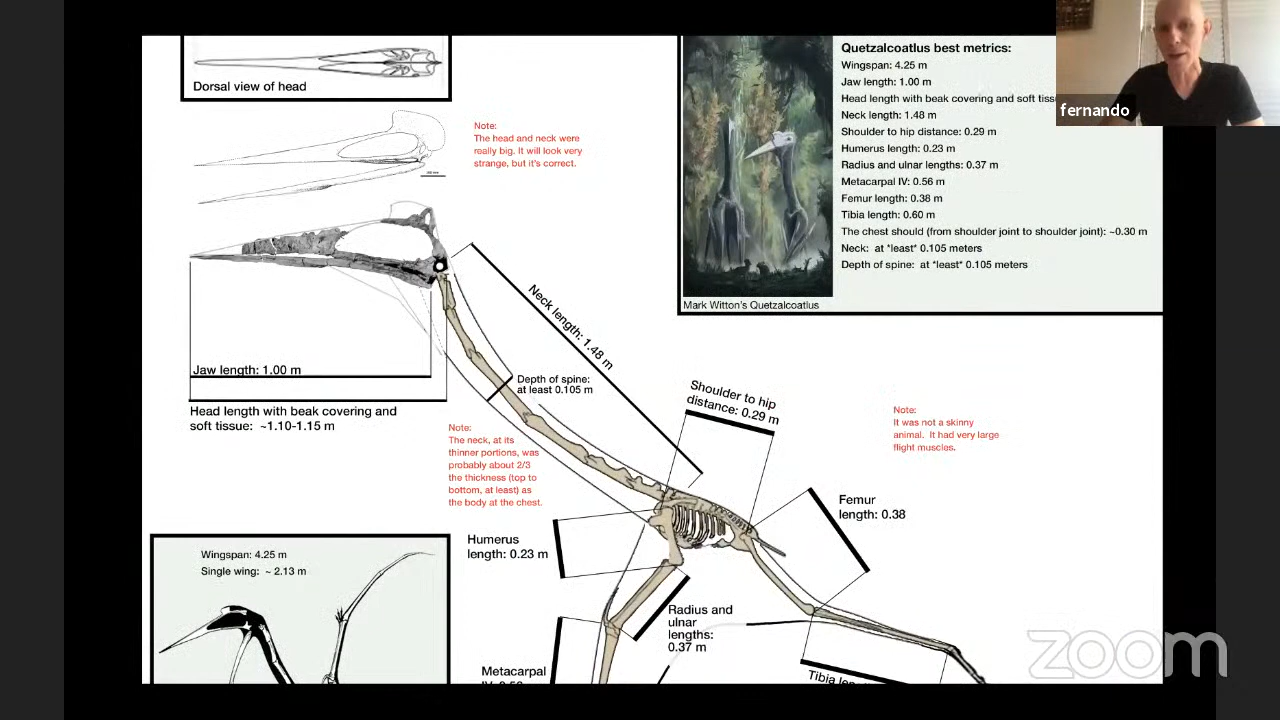 Dorsal view of head
Note:
The head and neck were
really big. It will look very
strange, but it's correct.
Quetzalcoatlus best metrics:
Wingspan: 4.25 m
Jaw length: 1.00 m
Head length with beak covering and soft
Neck length: 1.48 m
Shoulder to hip distance: 0.29 m
Humerus length: 0.23 m
Radius and ulnar lengths: 0.37 m
Metacarpal IV: 0.56 m
Femur length: 0.38 m
Tibia length: 0.60 m
The chest should (from shoulder joint to shoulder joint): ~0.30 m
Neck: at *least* 0.105 meters
Depth of spine: at *least* 0.105 meters
Mark Witton's Quetzalcoatlus
fernando
Neck length: 1.48 m
Jaw length: 1.00 m
Head length with beak covering and
soft tissue: ~1.10-1.15 m
Depth of spine:
at least 0.105 m
Shoulder to hip
distance: 0.29 m
Note:
It was not a skinny
animal. It had very large
flight muscles.
Note:
The neck, at its
thinner portions, was
probably about 2/3
the thickness (top to
bottom, at least) as
the body at the chest.
Femur
length: 0.38
Humerus
length: 0.23 m
Wingspan: 4.25 m
Single wing: ~ 2.13 m
Radius and
ulnar
lengths:
0.37 m
Metacarpal
Tibia
zoom